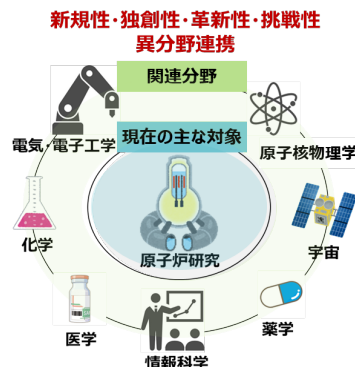 新規性・独創性・革新性・挑戦性
異分野連携
関連分野
電気・電子工学
現在の主な対象
原子核物理学
化学
原子炉研究
宇宙
医学
薬学
情報科学